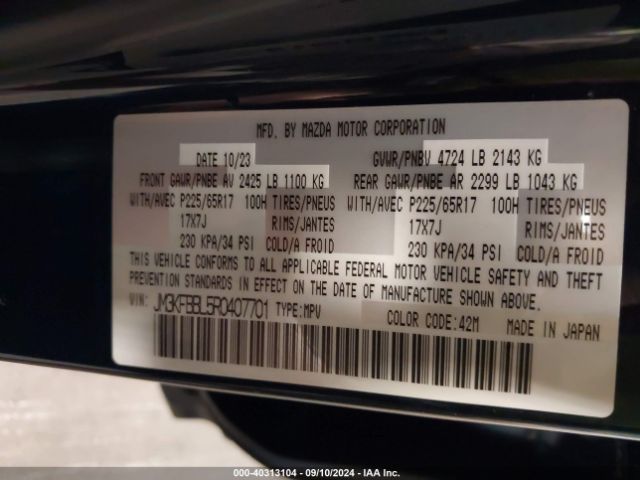 MFD. BY MAZDA MOTOR CORPORATION
DATE 10/23 GVWR/PNBV 4724 LB 2143 KG
FRONT GAWR/PNBE AV 2425 LB 1100 KG REAR GAWR/PNBE AR 2299 LB 1043 KG
WITH/AVEC P225/65R17 100H TIRES/PNEUS WITH/AVEC P225/65R17 100H TIRES/PNEUS
17X7J RIMS/JANTES 17X7J RIMS/JANTES
230 KPA/34 PSI COLD/A FROID 230 KPA/34 PSI COLD/A FROID
THIS VEHICLE CONFORMS TO ALL APPLICABLE FEDERAL MOTOR VEHICLE SAFETY AND THEFT
PREVENTION STANDARDS IN EFFECT ON THE DATE OF MANUFACTURE SHOWN ABOVE.
VIN: JM3KFBBL5R0407701 TYPE:MPV COLOR CODE:42M MADE IN JAPAN
000-40313104 - 09/10/2024 - IAA Inc.